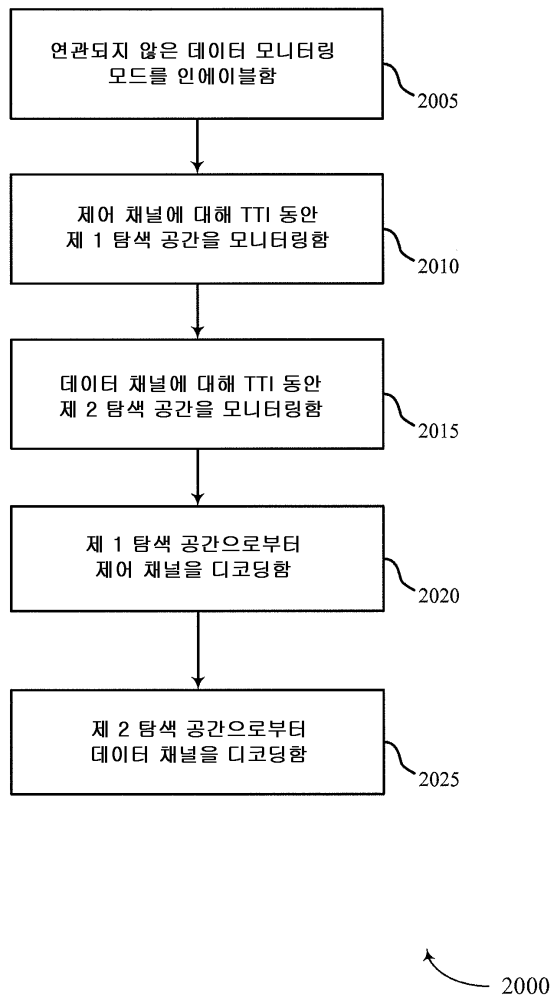 연관되지 않은 데이터 모니터링
모드를 인에이블함
2005
제어 채널에 대해 TTI 동안
제 1 탐색 공간을 모니터링함
2010
데이터 채널에 대해 TTI 동안
제 2 탐색 공간을 모니터링함
2015
제 1 탐색 공간으로부터
제어 채널을 디코딩함
2020
제 2 탐색 공간으로부터
데이터 채널을 디코딩함
2025
2000